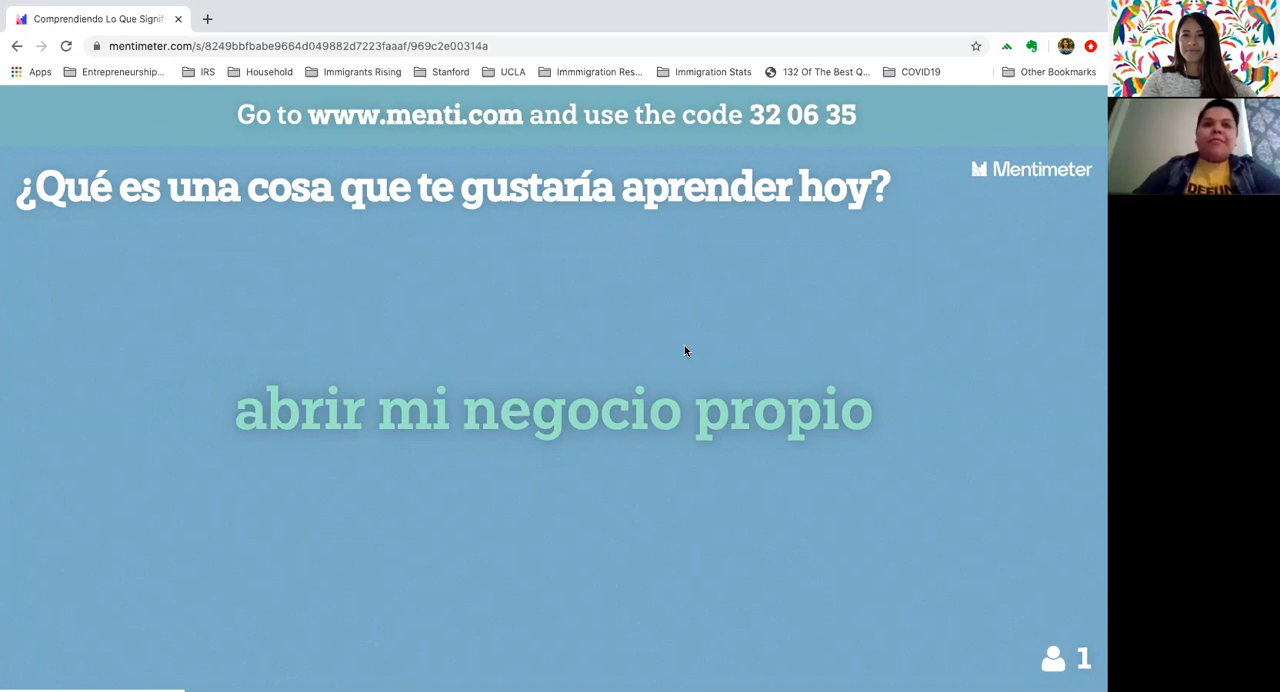 Comprendiendo Lo Que Signif
mentimeter.com/s/8249bbfbabe9664d049882d7223faaaf/969c2e00314a
Apps Entrepreneurship... IRS Household Immigrants Rising Stanford UCLA Immmigration Res... Immigration Stats 132 Of The Best Q... COVID19 Other Bookmarks
Go to www.menti.com and use the code 32 06 35
Mentimeter
¿Qué es una cosa que te gustaría aprender hoy?
abrir mi negocio propio
1